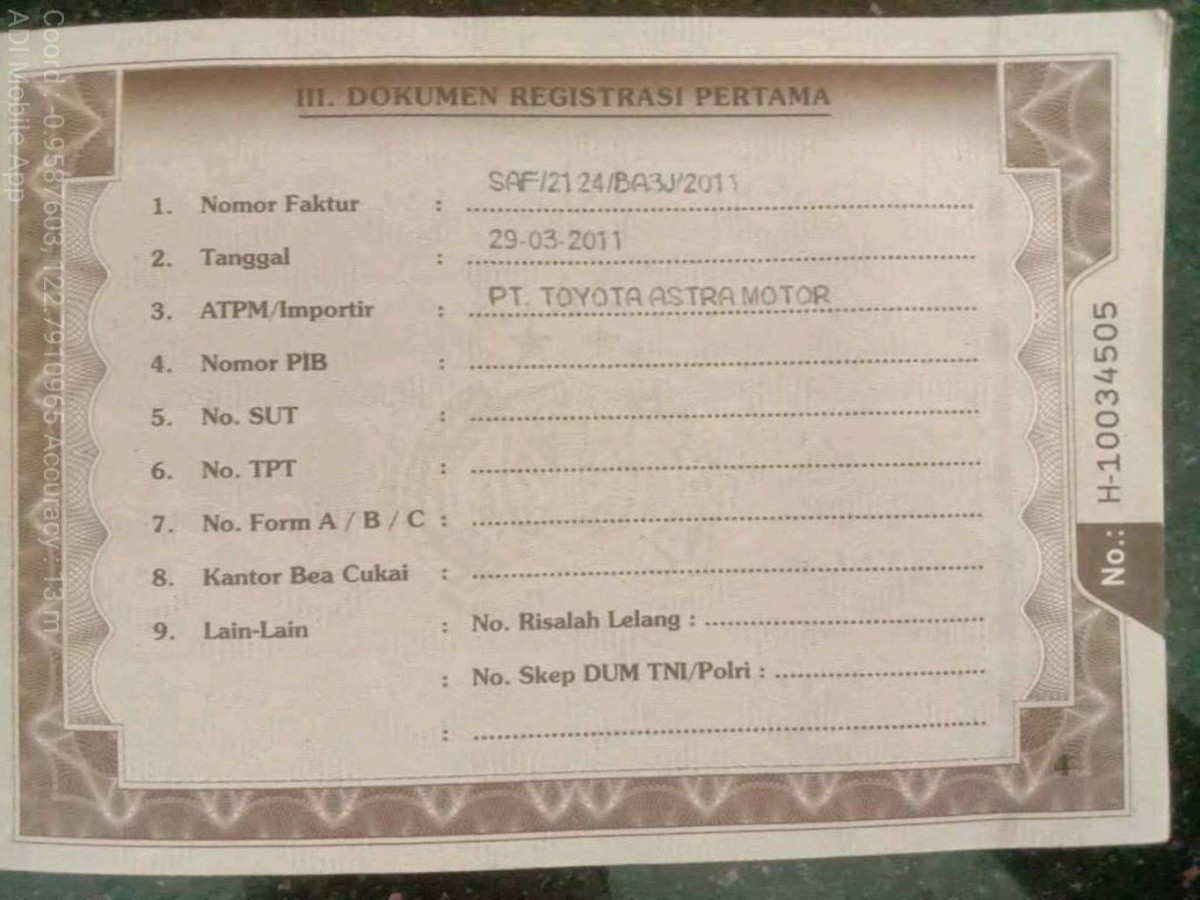 III. DOKUMEN REGISTRASI PERTAMA
1. Nomor Faktur : SAF/2124/BA3J/2011
2. Tanggal : 29-03-2011
3. ATPM/Importir : PT. TOYOTA ASTRA MOTOR
4. Nomor PIB :
5. No. SUT :
6. No. TPT :
7. No. Form A / B / C :
8. Kantor Bea Cukai :
9. Lain-Lain : No. Risalah Lelang :
: No. Skep DUM TNI/Polri :
:
4
No.: H-10034505
Coord. -0.9587603, 122.7910965 Accuracy : 13 m
ADI Mobile App